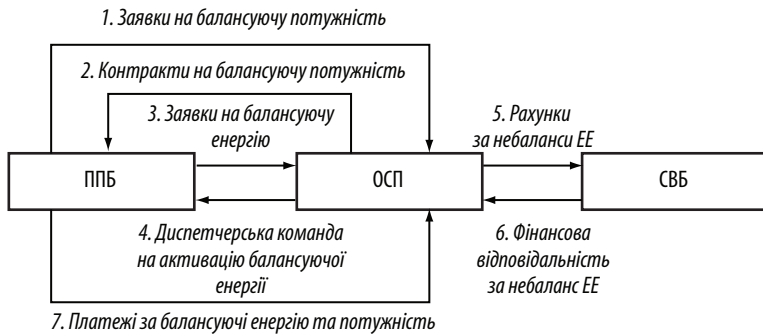 1. Заявки на балансуючу потужність
2. Контракти на балансуючу потужність
3. Заявки на балансуючу
енергію
5. Рахунки
за небаланси ЕЕ
ППБ
ОСП
СВБ
4. Диспетчерська команда
на активацію балансуючої
енергії
6. Фінансова
відповідальність
за небаланс ЕЕ
7. Платежі за балансуючі енергію та потужність